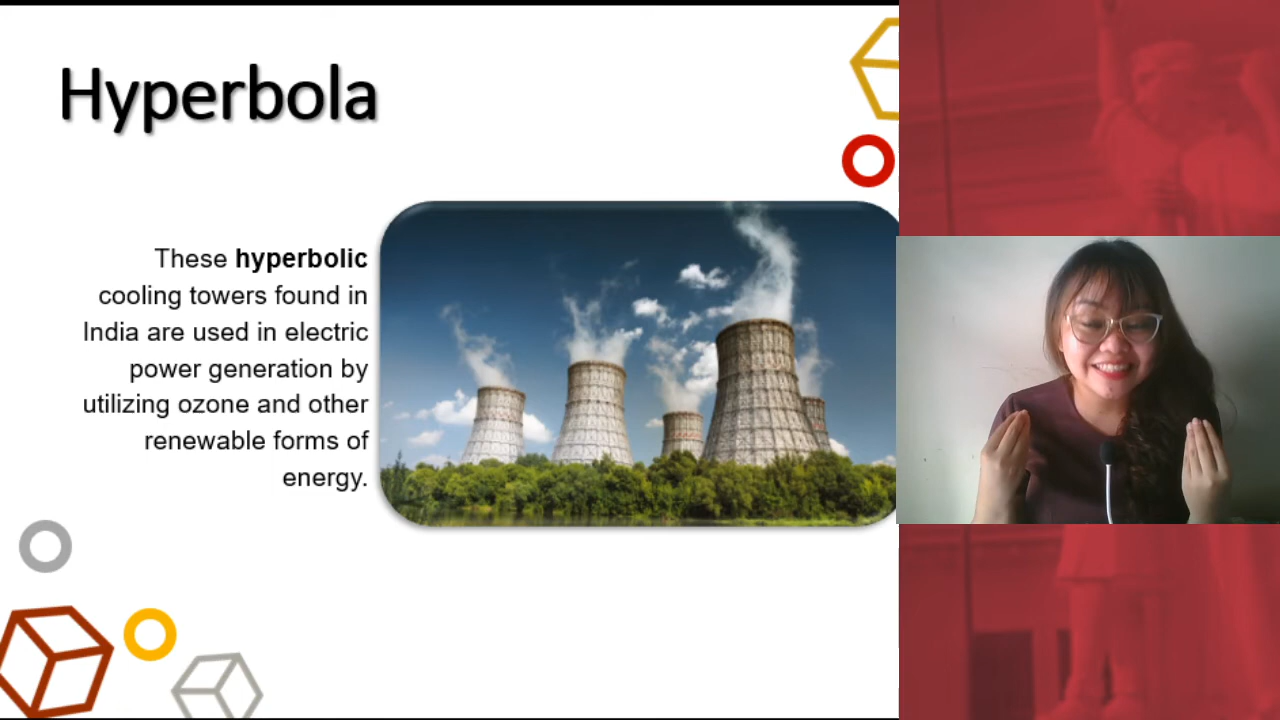 Hyperbola
These hyperbolic
cooling towers found in
India are used in electric
power generation by
utilizing ozone and other
renewable forms of
energy.